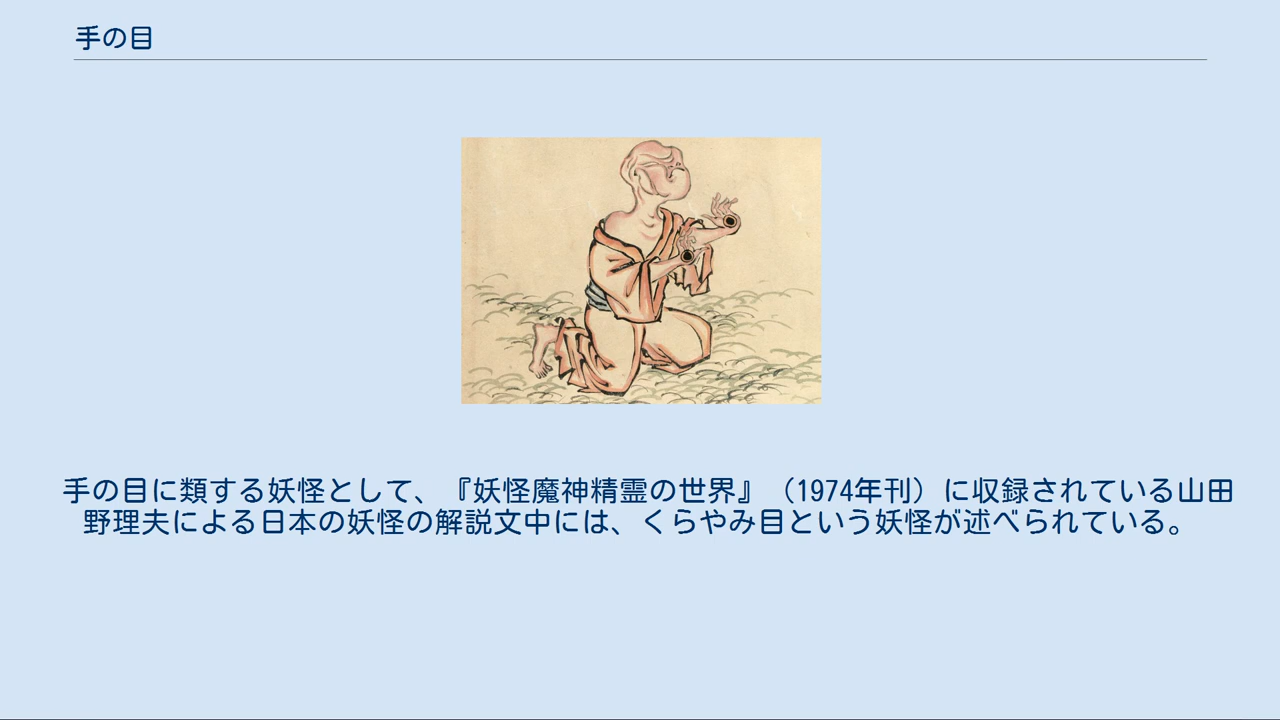 手の目
手の目に類する妖怪として、『妖怪魔神精霊の世界』（1974年刊）に収録されている山田
野理夫による日本の妖怪の解説文中には、くらやみ目という妖怪が述べられている。